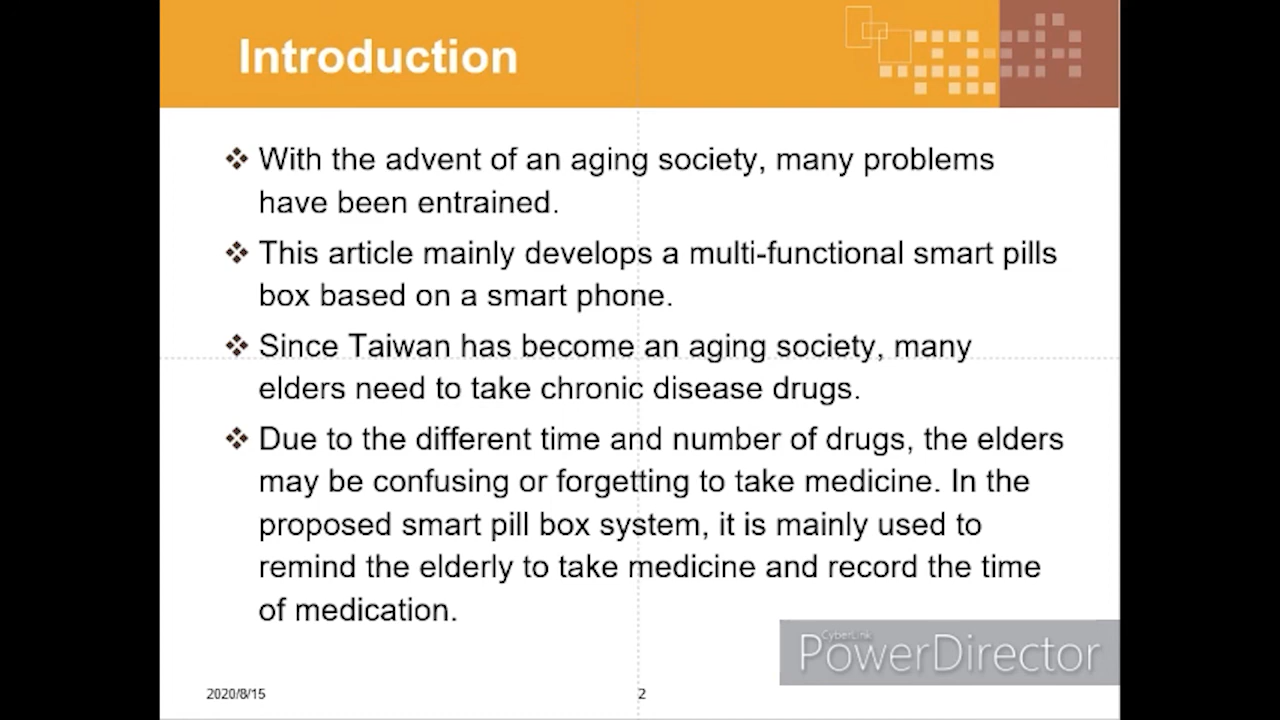 Introduction
❖ With the advent of an aging society, many problems
have been entrained.
❖ This article mainly develops a multi-functional smart pills
box based on a smart phone.
❖ Since Taiwan has become an aging society, many
elders need to take chronic disease drugs.
❖ Due to the different time and number of drugs, the elders
may be confusing or forgetting to take medicine. In the
proposed smart pill box system, it is mainly used to
remind the elderly to take medicine and record the time
of medication.
CyberLink
PowerDirector
2020/8/15
2